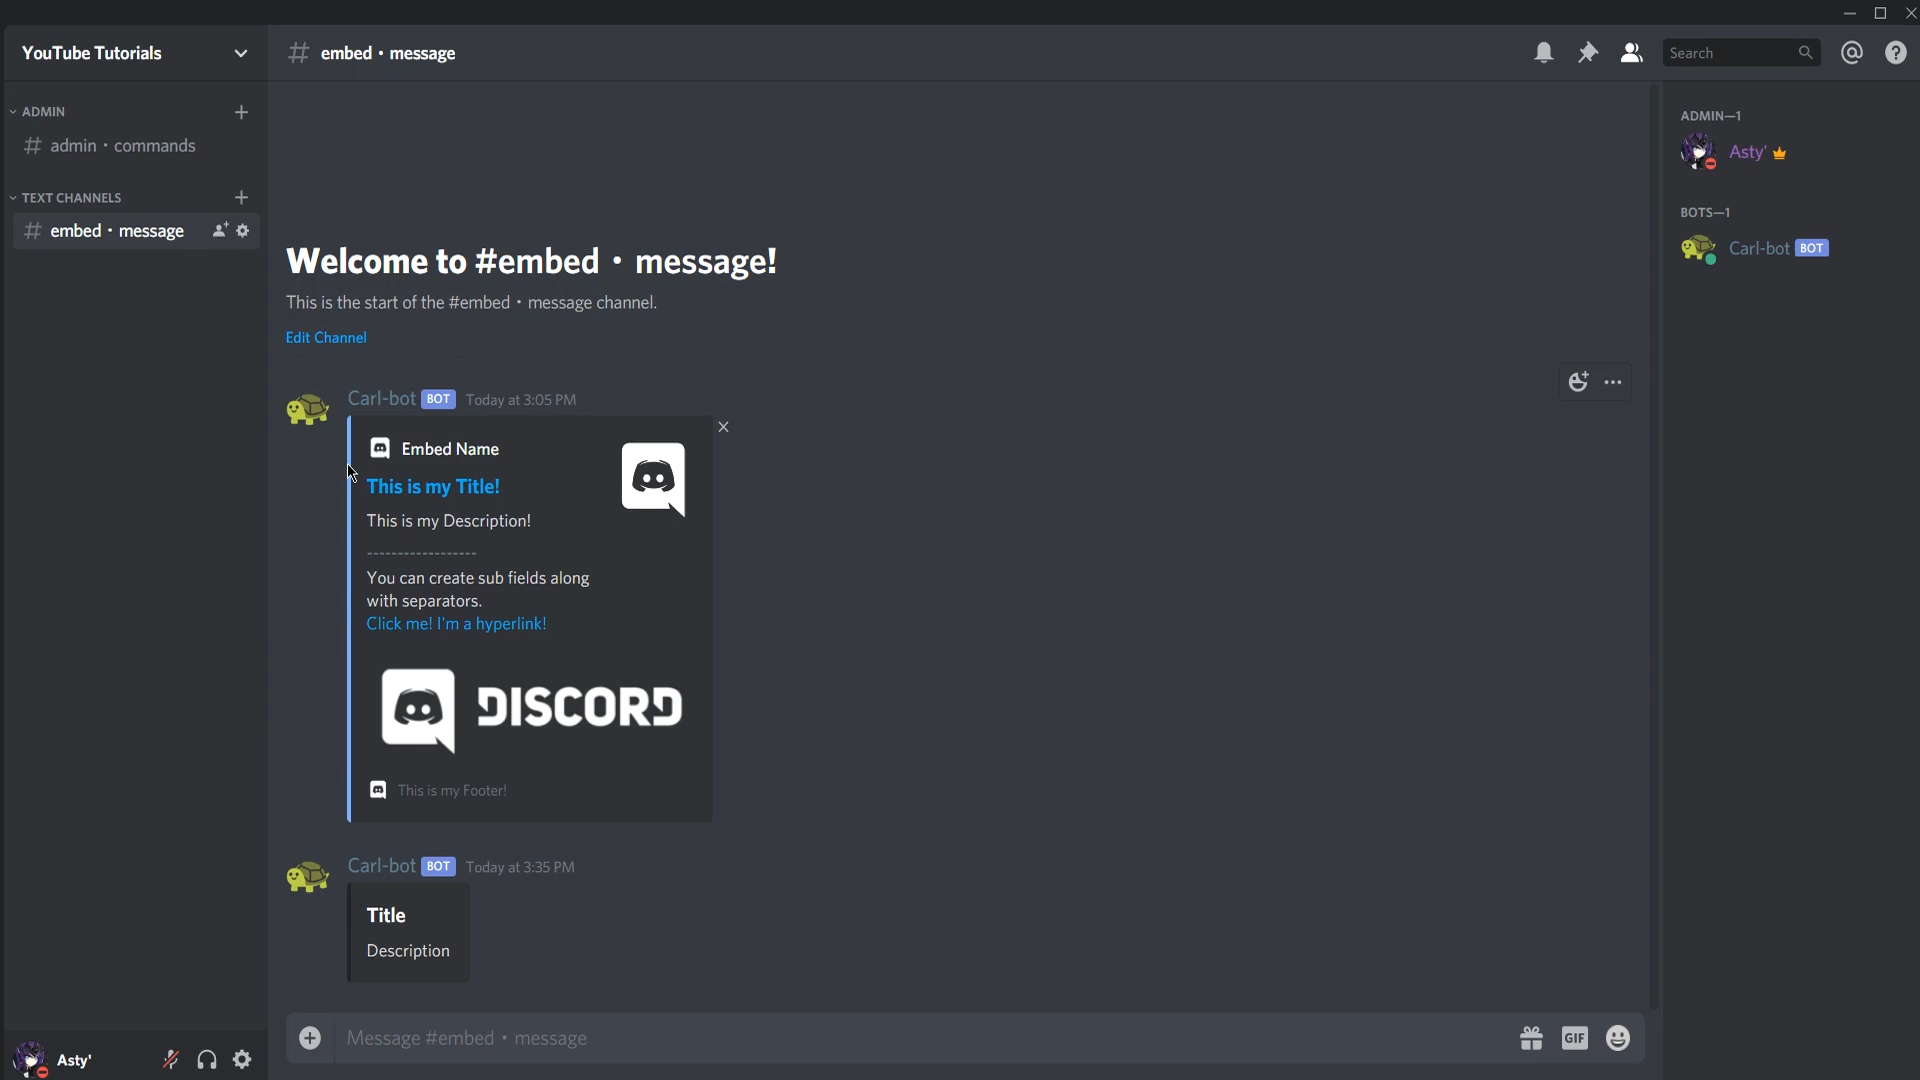 YouTube Tutorials
ADMIN
admin・commands
TEXT CHANNELS
embed・message
Asty'
embed・message
Search
Welcome to #embed・message!
This is the start of the #embed・message channel.
Edit Channel
Carl-bot BOT Today at 3:05 PM
Embed Name
This is my Title!
This is my Description!
------------------
You can create sub fields along
with separators.
Click me! I'm a hyperlink!
DISCORD
This is my Footer!
Carl-bot BOT Today at 3:35 PM
Title
Description
Message #embed・message
GIF
ADMIN—1
Asty'
BOTS—1
Carl-bot BOT